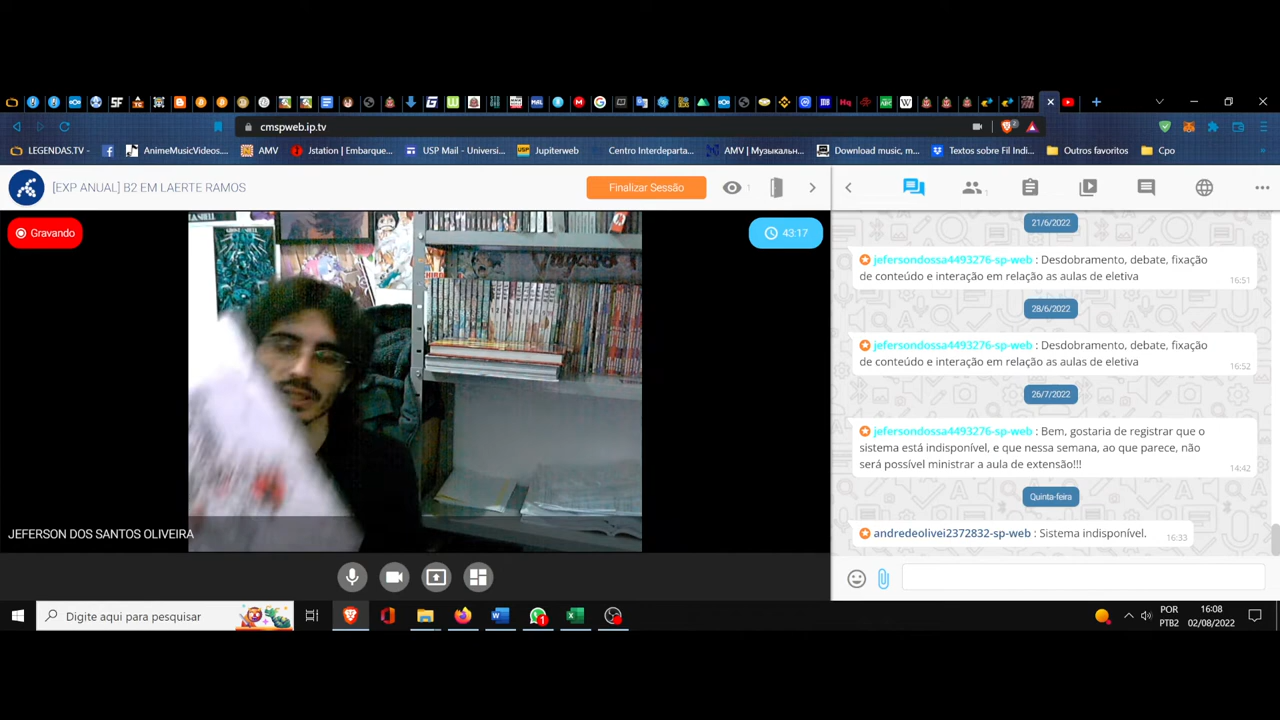 cmspweb.ip.tv
LEGENDAS.TV -
AnimeMusicVideos...
AMV
Jstation | Embarque...
USP Mail - Universi...
Jupiterweb
Centro Interdeparta...
AMV | Музыкальн...
Download music, m...
Textos sobre Fil Indi...
Outros favoritos
Cpo
[EXP ANUAL] B2 EM LAERTE RAMOS
Finalizar Sessão
1
1
Gravando
43:17
JEFERSON DOS SANTOS OLIVEIRA
21/6/2022
jefersondossa4493276-sp-web : Desdobramento, debate, fixação
de conteúdo e interação em relação as aulas de eletiva
16:51
28/6/2022
jefersondossa4493276-sp-web : Desdobramento, debate, fixação
de conteúdo e interação em relação as aulas de eletiva
16:52
26/7/2022
jefersondossa4493276-sp-web : Bem, gostaria de registrar que o
sistema está indisponível, e que nessa semana, ao que parece, não
será possível ministrar a aula de extensão!!!
14:42
Quinta-feira
andredeolivei2372832-sp-web : Sistema indisponível.
16:33
Digite aqui para pesquisar
POR
PTB2
16:08
02/08/2022